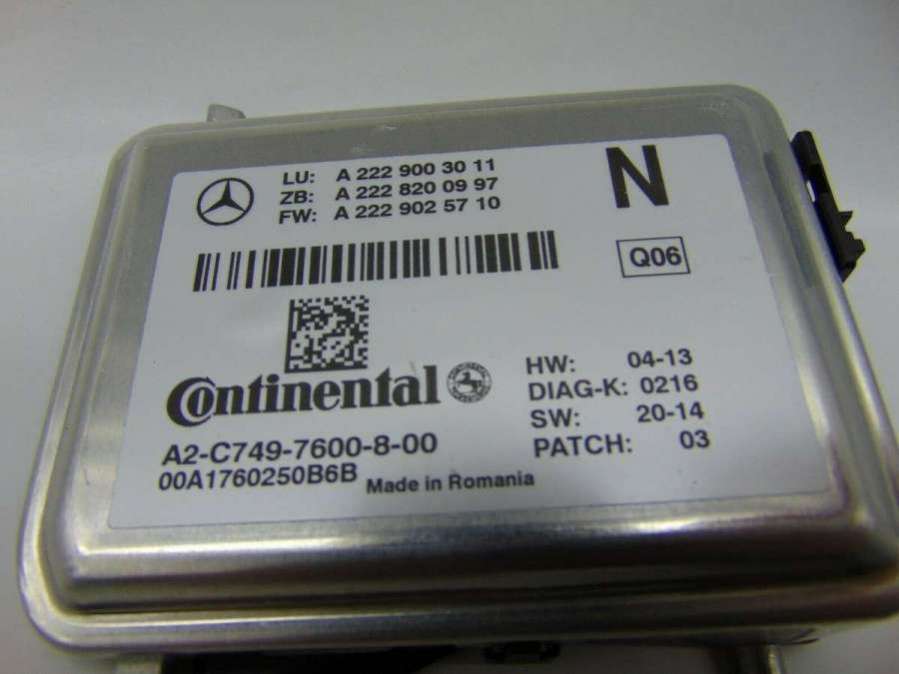 LU: A 222 900 30 11
ZB: A 222 820 09 97
FW: A 222 902 57 10
N
Q06
Continental
HW: 04-13
DIAG-K: 0216
SW: 20-14
PATCH: 03
A2-C749-7600-8-00
00A1760250B6B
Made in Romania